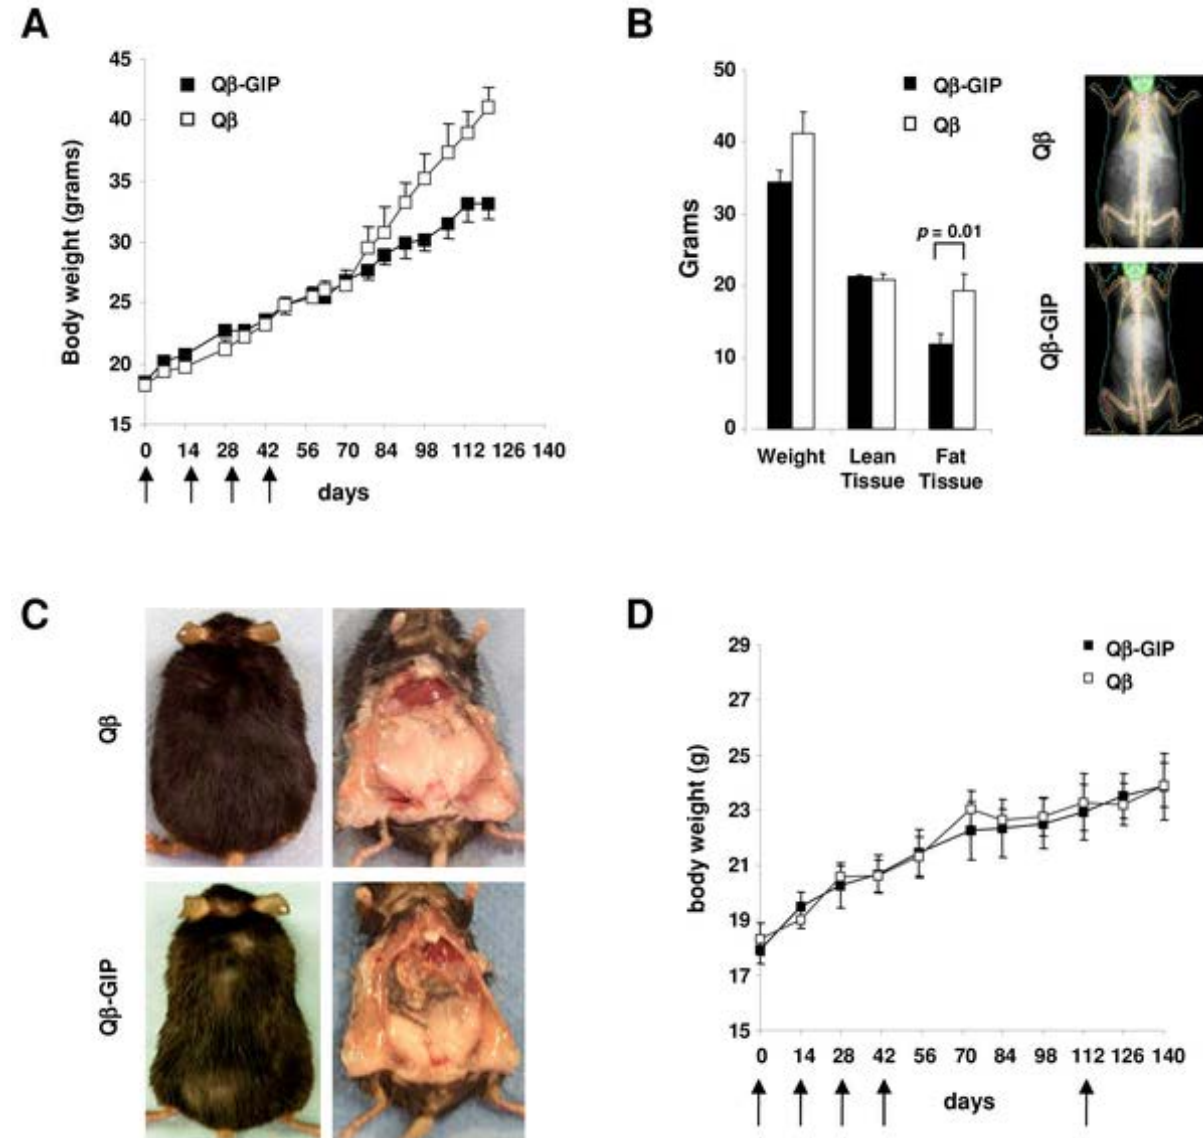 A
45
40
35
30
25
20
15
Body weight (grams)
Qβ-GIP
Qβ
0 14 28 42 56 70 84 98 112 126 140
days
B
50
40
30
20
10
0
Grams
Qβ-GIP
Qβ
p = 0.01
Weight
Lean
Tissue
Fat
Tissue
Qβ
Qβ-GIP
C
Qβ
Qβ-GIP
D
29
27
25
23
21
19
17
15
body weight (g)
Qβ-GIP
Qβ
0 14 28 42 56 70 84 98 112 126 140
days